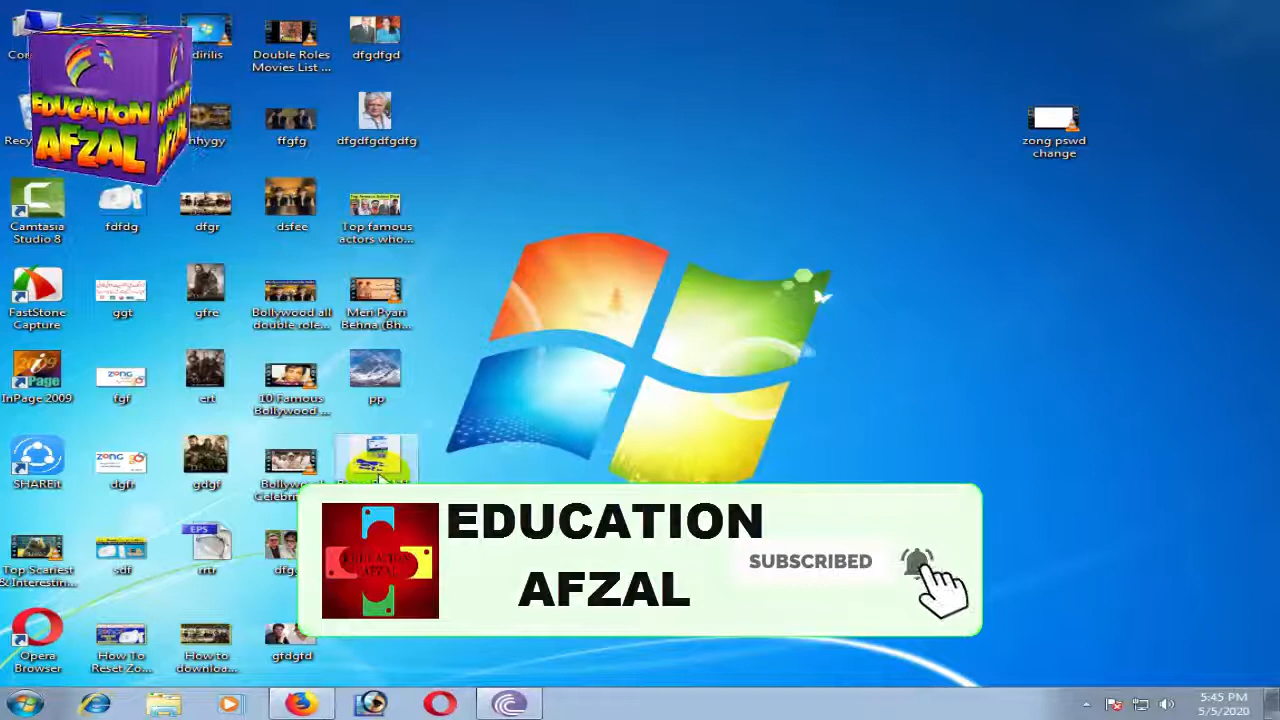 EDUCATION
AFZAL
dirilis
Double Roles
Movies List ...
dfgdfgd
nhygy
ffgfg
dfgdfgdfgdfg
zong pswd
change
Camtasia
Studio 8
fdfdg
dfgr
dsfee
Top famous
actors who...
FastStone
Capture
ggt
gfre
Bollywood all
double role...
Meri Pyari
Behna (Bh...
InPage 2009
fgf
ert
10 Famous
Bollywood ...
pp
SHAREit
dgfr
gdgf
Top Scariest
& Interestin...
sdf
EPS
Opera
Browser
How To
Reset Zo...
How to
downloa...
gfdgfd
EDUCATION
AFZAL
SUBSCRIBED
5:45 PM
5/5/2020